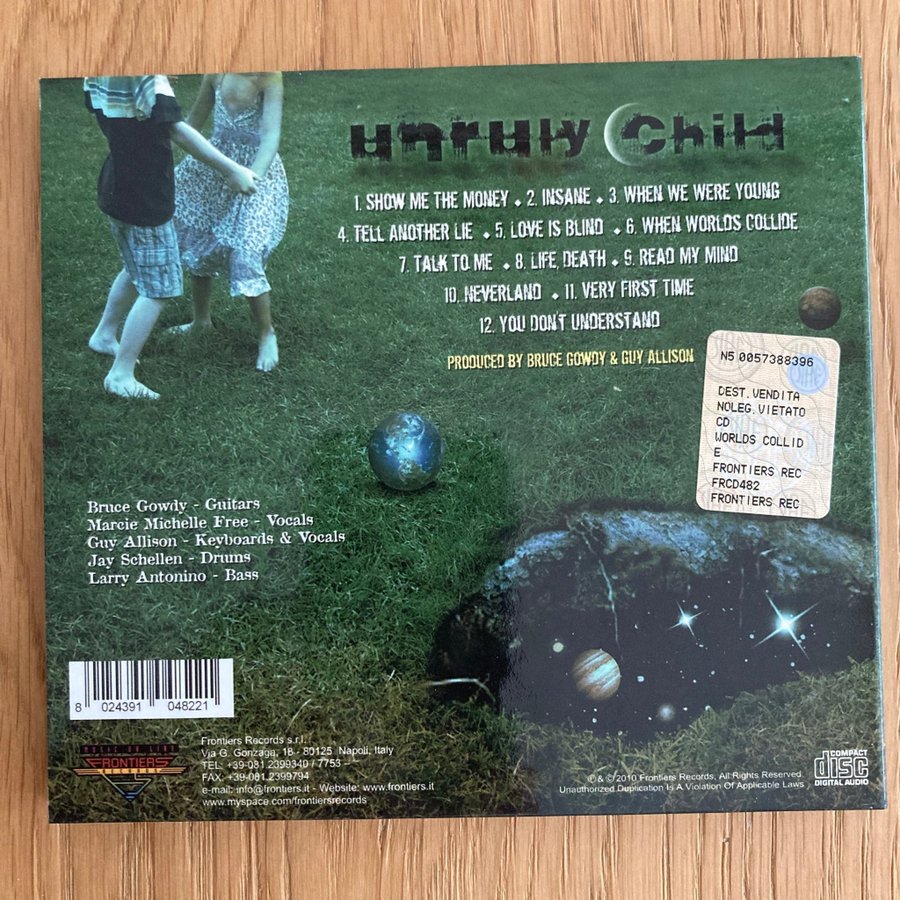 unruly Child
1. SHOW ME THE MONEY • 2. INSANE • 3. WHEN WE WERE YOUNG
4. TELL ANOTHER LIE • 5. LOVE IS BLIND • 6. WHEN WORLDS COLLIDE
7. TALK TO ME • 8. LIFE, DEATH • 9. READ MY MIND
10. NEVERLAND • 11. VERY FIRST TIME
12. YOU DON'T UNDERSTAND
PRODUCED BY BRUCE GOWDY & GUY ALLISON
N5 0057388396
DEST.VENDITA
NOLEG.VIETATO
CD
WORLDS COLLID
E
FRONTIERS REC
FRCD482
FRONTIERS REC
Bruce Gowdy - Guitars
Marcie Michelle Free - Vocals
Guy Allison - Keyboards & Vocals
Jay Schellen - Drums
Larry Antonino - Bass
8 024391 048221
FRONTIERS
RECORDS
Frontiers Records s.r.l.
Via G. Gonzaga, 18 - 80125 Napoli, Italy
TEL: +39-081.2399340 / 7753 -
FAX: +39-081.2399794
e-mail: info@frontiers.it - Website: www.frontiers.it
www.myspace.com/frontiersrecords
℗ & © 2010 Frontiers Records, All Rights Reserved.
Unauthorized Duplication Is A Violation Of Applicable Laws
COMPACT
disc
DIGITAL AUDIO